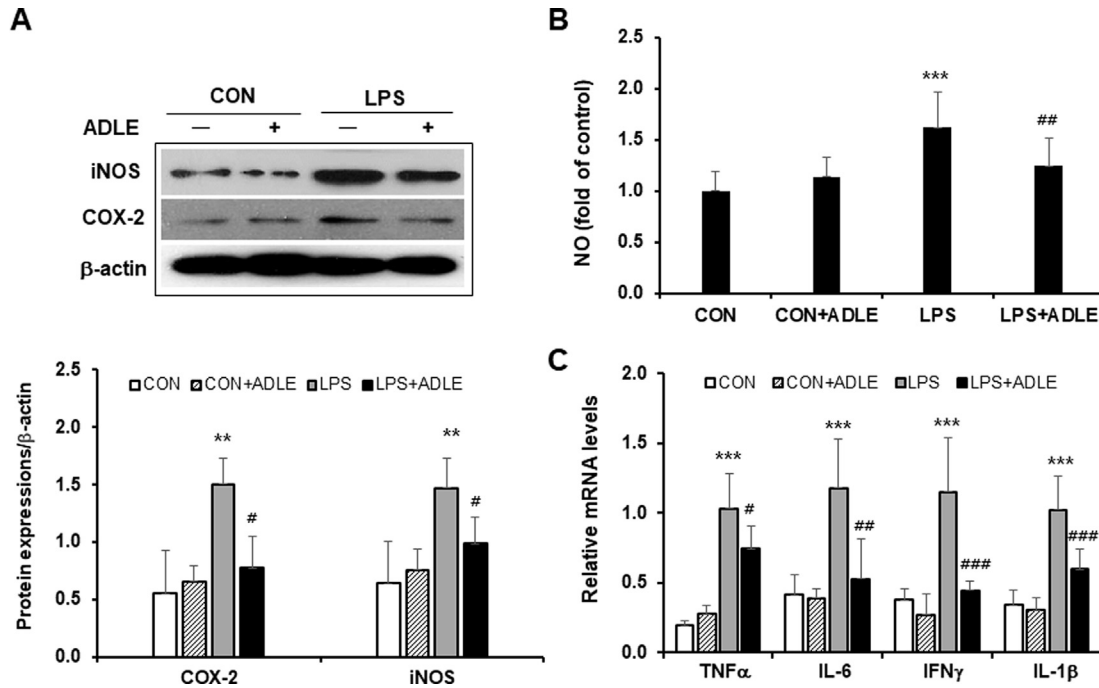 A
CON LPS
ADLE — + — +
iNOS
COX-2
β-actin
Protein expressions/β-actin
2.5
2.0
1.5
1.0
0.5
0.0
CON CON+ADLE LPS LPS+ADLE
** #
** #
COX-2 iNOS
B
NO (fold of control)
2.5
2.0
1.5
1.0
1.5
0.0
***
##
CON CON+ADLE LPS LPS+ADLE
C
Relative mRNA levels
2.0
1.5
1.0
0.5
0.0
CON CON+ADLE LPS LPS+ADLE
*** #
*** ##
*** ###
*** ###
TNFα IL-6 IFNγ IL-1β